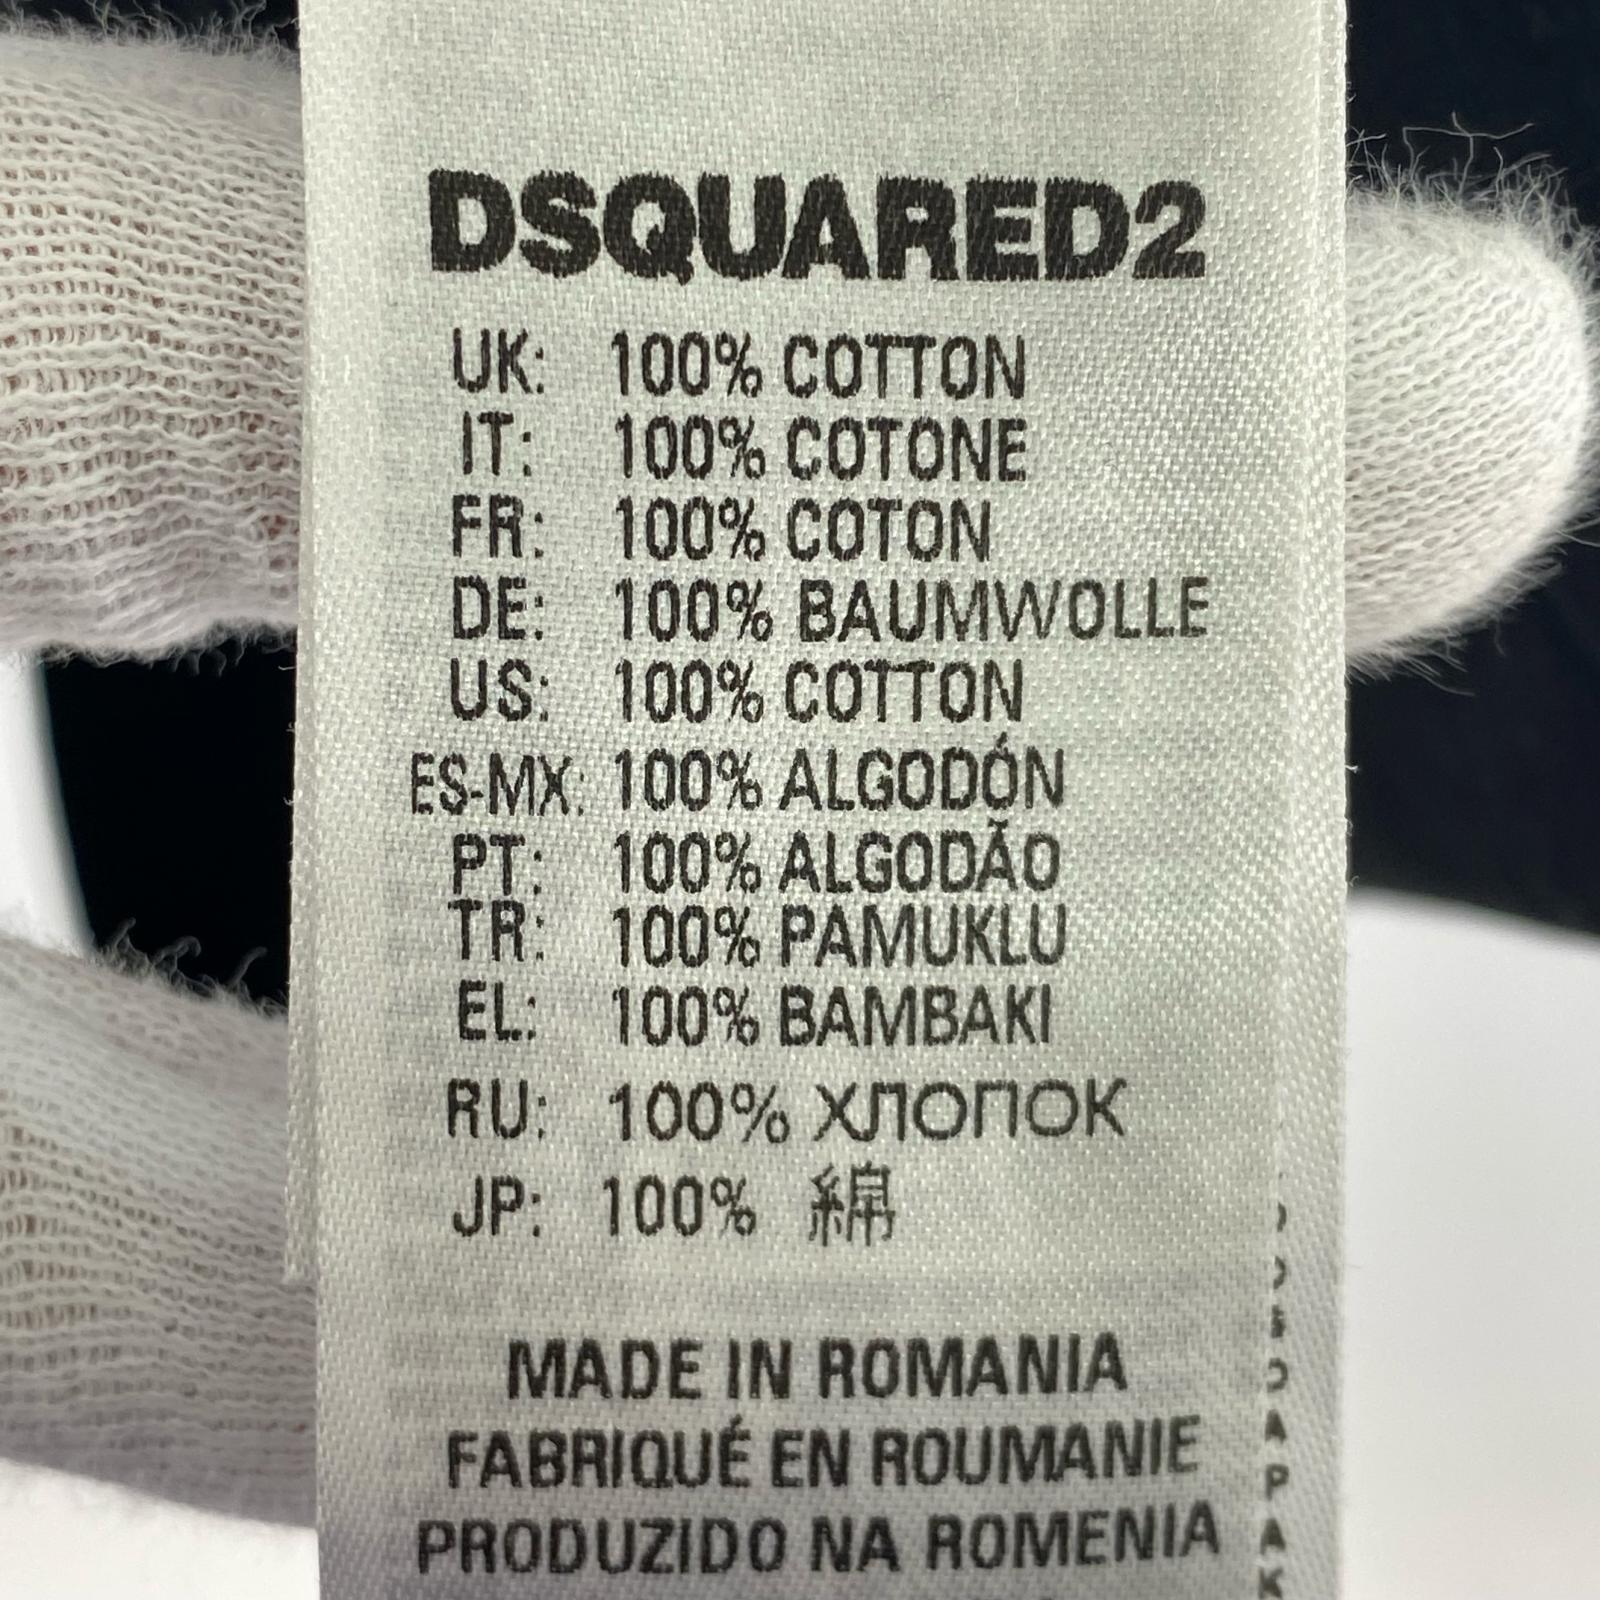 DSQUARED2
UK: 100% COTTON
IT: 100% COTONE
FR: 100% COTON
DE: 100% BAUMWOLLE
US: 100% COTTON
ES-MX: 100% ALGODÓN
PT: 100% ALGODÃO
TR: 100% PAMUKLU
EL: 100% BAMBAKI
RU: 100% ХЛОПОК
JP: 100% 綿
MADE IN ROMANIA
FABRIQUÉ EN ROUMANIE
PRODUZIDO NA ROMENIA